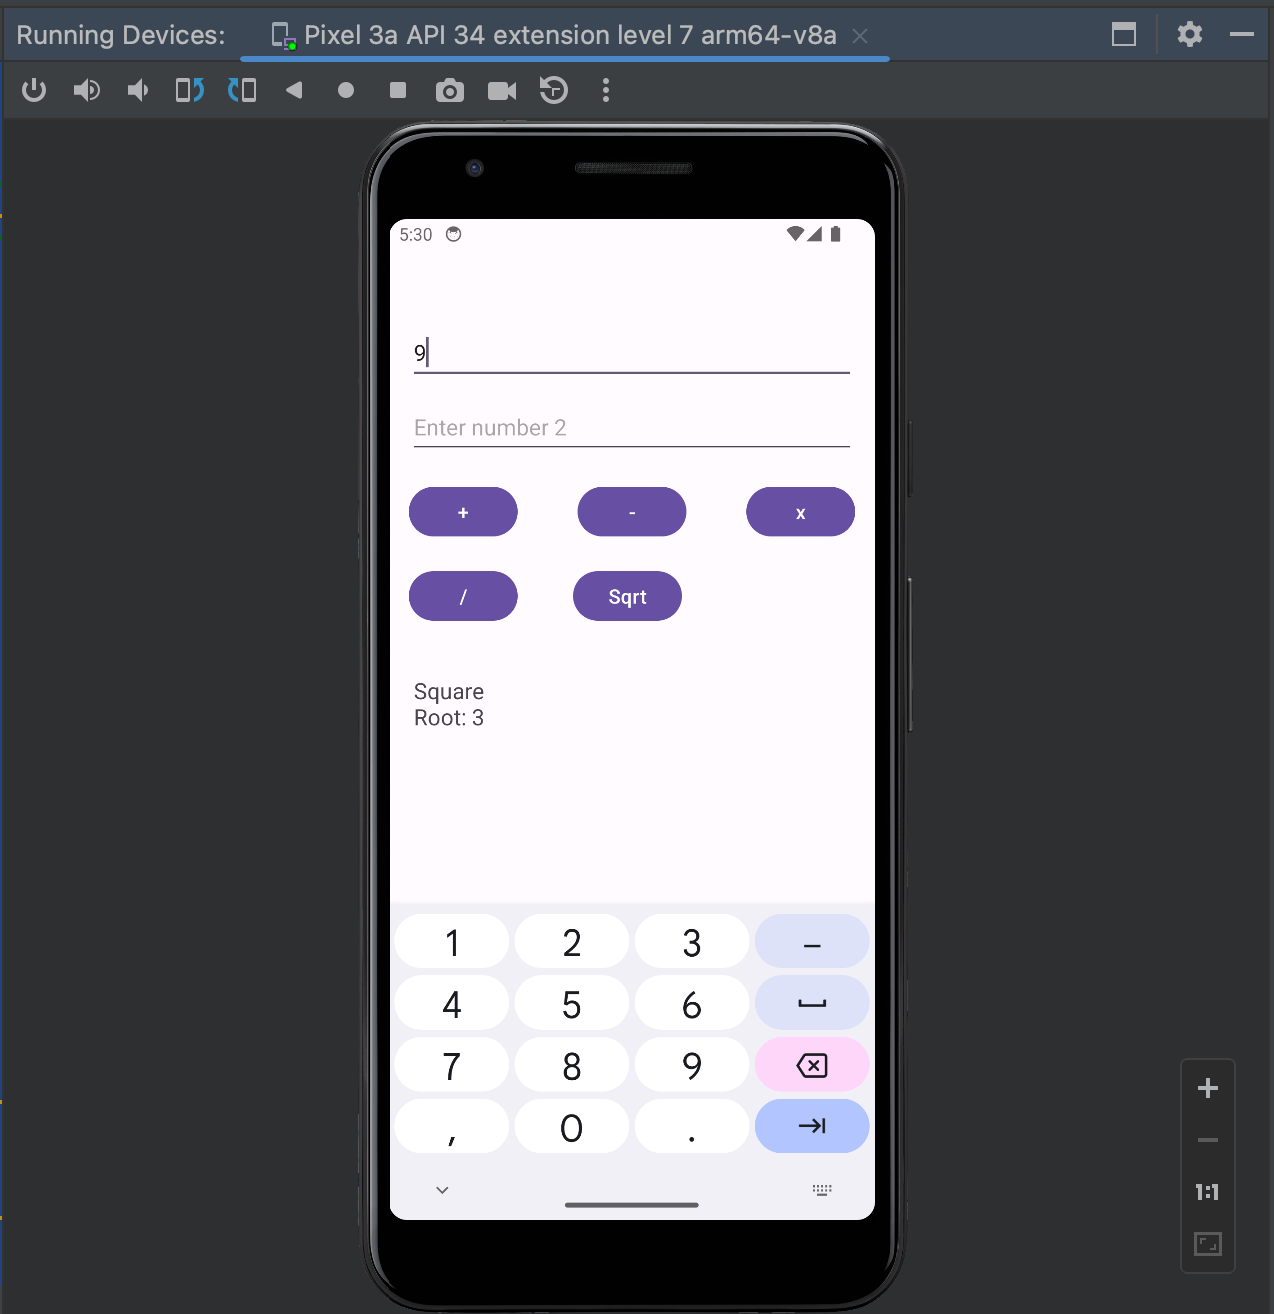 Running Devices: Pixel 3a API 34 extension level 7 arm64-v8a
5:30
9
Enter number 2
+ - x
/ Sqrt
Square
Root: 3
1 2 3 –
4 5 6
7 8 9
, 0 .
1:1